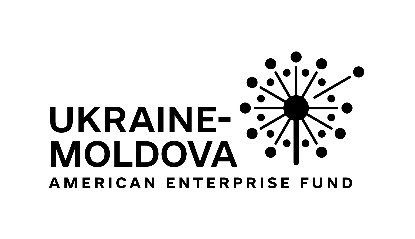 UKRAINE-
MOLDOVA
AMERICAN ENTERPRISE FUND